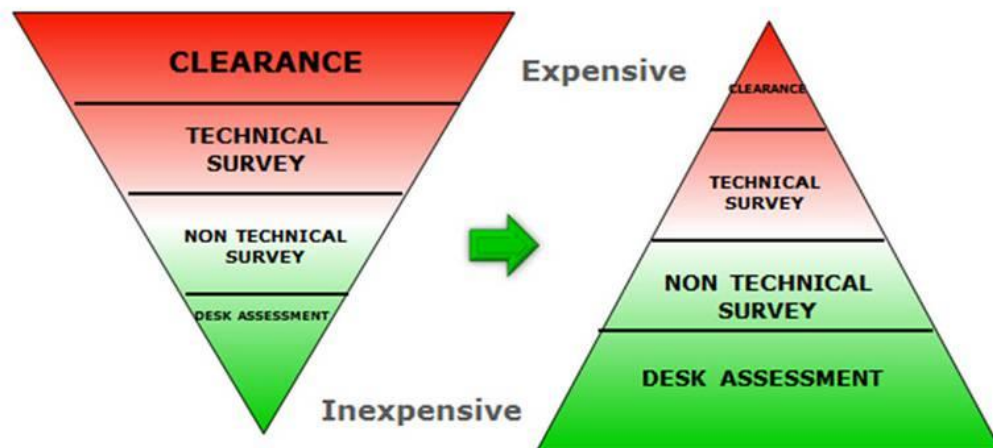 CLEARANCE
TECHNICAL
SURVEY
NON TECHNICAL
SURVEY
DESK ASSESSMENT
Expensive
Inexpensive
CLEARANCE
TECHNICAL
SURVEY
NON TECHNICAL
SURVEY
DESK ASSESSMENT